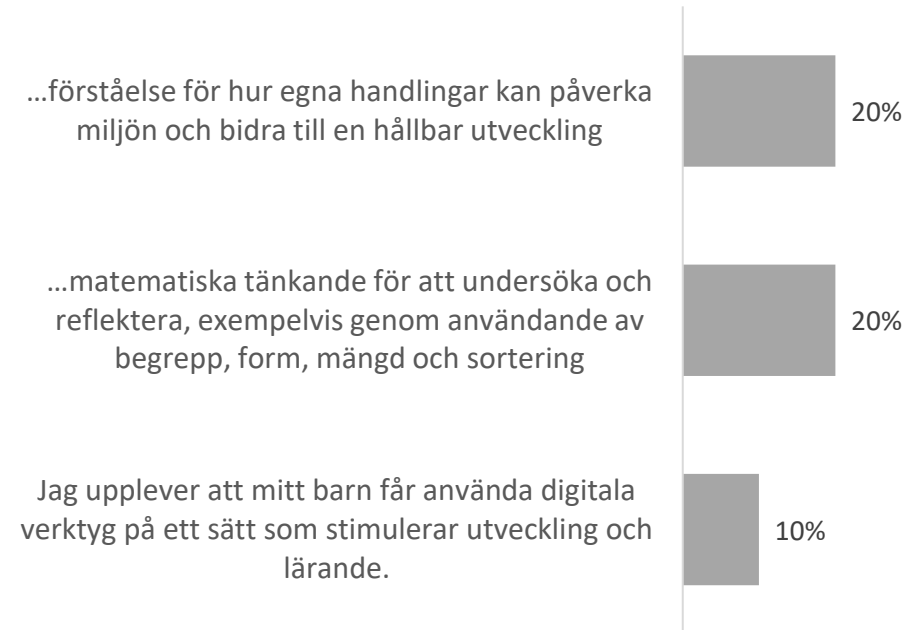 ...förståelse för hur egna handlingar kan påverka
miljön och bidra till en hållbar utveckling
20%
...matematiska tänkande för att undersöka och
reflektera, exempelvis genom användande av
begrepp, form, mängd och sortering
20%
Jag upplever att mitt barn får använda digitala
verktyg på ett sätt som stimulerar utveckling och
lärande.
10%